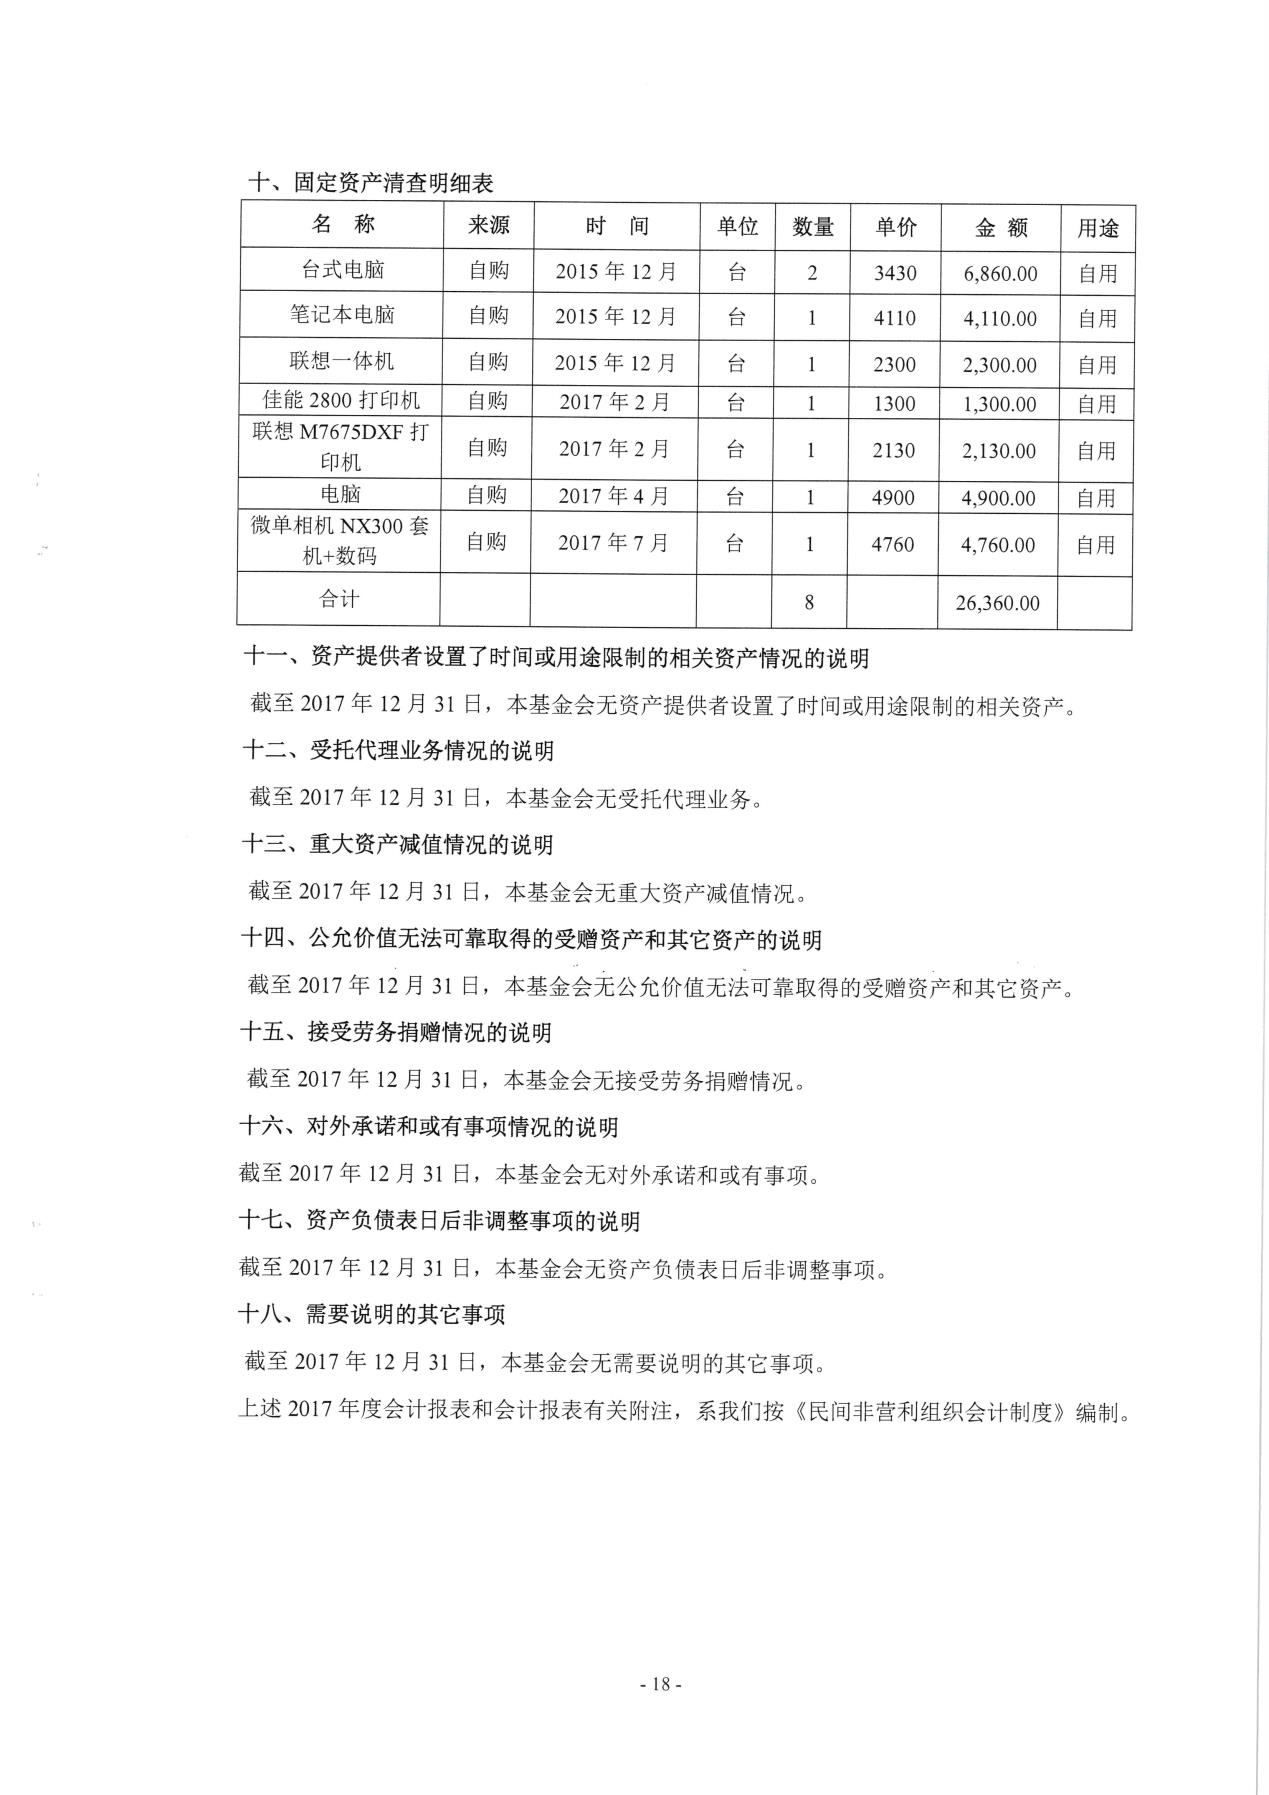 十、固定资产清查明细表
名 称 来源 时 间 单位 数量 单价 金 额 用途
台式电脑 自购 2015 年 12 月 台 2 3430 6,860.00 自用
笔记本电脑 自购 2015 年 12 月 台 1 4110 4,110.00 自用
联想一体机 自购 2015 年 12 月 台 1 2300 2,300.00 自用
佳能 2800 打印机 自购 2017 年 2 月 台 1 1300 1,300.00 自用
联想 M7675DXF 打
印机 自购 2017 年 2 月 台 1 2130 2,130.00 自用
电脑 自购 2017 年 4 月 台 1 4900 4,900.00 自用
微单相机 NX300 套
机+数码 自购 2017 年 7 月 台 1 4760 4,760.00 自用
合计 8 26,360.00
十一、资产提供者设置了时间或用途限制的相关资产情况的说明
截至 2017 年 12 月 31 日，本基金会无资产提供者设置了时间或用途限制的相关资产。
十二、受托代理业务情况的说明
截至 2017 年 12 月 31 日，本基金会无受托代理业务。
十三、重大资产减值情况的说明
截至 2017 年 12 月 31 日，本基金会无重大资产减值情况。
十四、公允价值无法可靠取得的受赠资产和其它资产的说明
截至 2017 年 12 月 31 日，本基金会无公允价值无法可靠取得的受赠资产和其它资产。
十五、接受劳务捐赠情况的说明
截至 2017 年 12 月 31 日，本基金会无接受劳务捐赠情况。
十六、对外承诺和或有事项情况的说明
截至 2017 年 12 月 31 日，本基金会无对外承诺和或有事项。
十七、资产负债表日后非调整事项的说明
截至 2017 年 12 月 31 日，本基金会无资产负债表日后非调整事项。
十八、需要说明的其它事项
截至 2017 年 12 月 31 日，本基金会无需要说明的其它事项。
上述 2017 年度会计报表和会计报表有关附注，系我们按《民间非营利组织会计制度》编制。
- 18 -